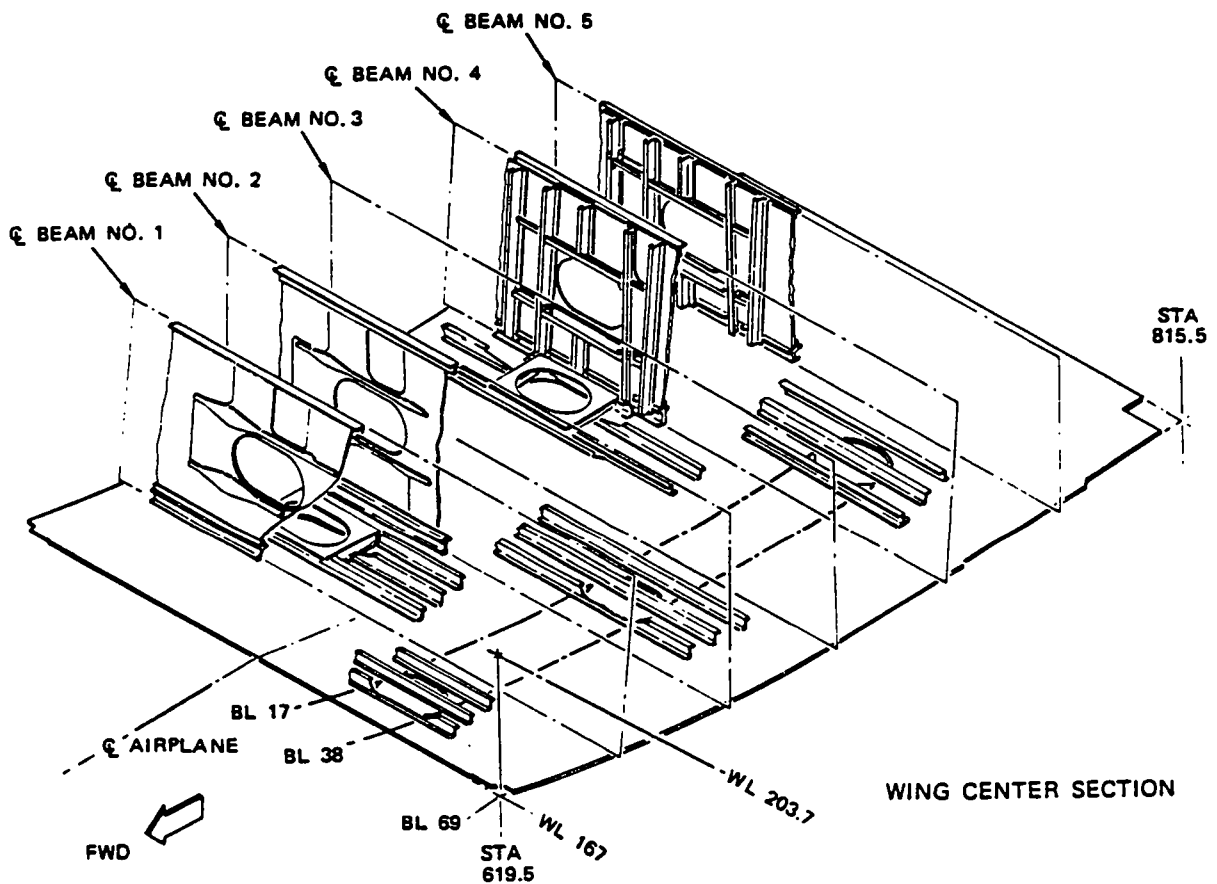 ℄ BEAM NO. 5
℄ BEAM NO. 4
℄ BEAM NO. 3
℄ BEAM NO. 2
℄ BEAM NO. 1
STA
815.5
BL 17
℄ AIRPLANE
BL 38
WL 203.7
WING CENTER SECTION
BL 69
WL 167
FWD
STA
619.5